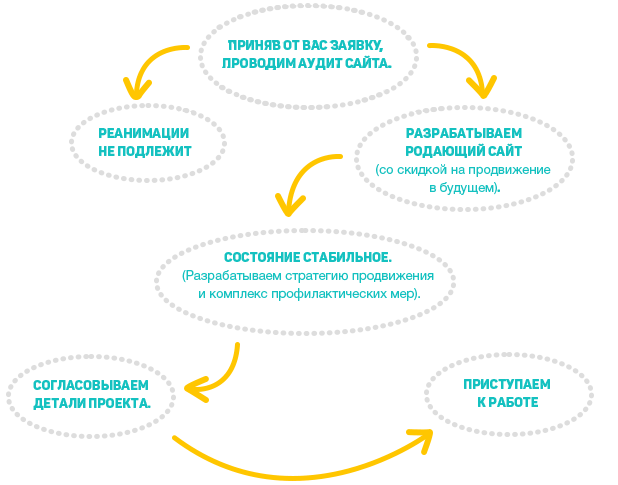 ПРИНЯВ ОТ ВАС ЗАЯВКУ,
ПРОВОДИМ АУДИТ САЙТА.
РЕАНИМАЦИИ
НЕ ПОДЛЕЖИТ
РАЗРАБАТЫВАЕМ
РОДАЮЩИЙ САЙТ
(со скидкой на продвижение
в будущем).
СОСТОЯНИЕ СТАБИЛЬНОЕ.
(Разрабатываем стратегию продвижения
и комплекс профилактических мер).
СОГЛАСОВЫВАЕМ
ДЕТАЛИ ПРОЕКТА.
ПРИСТУПАЕМ
К РАБОТЕ